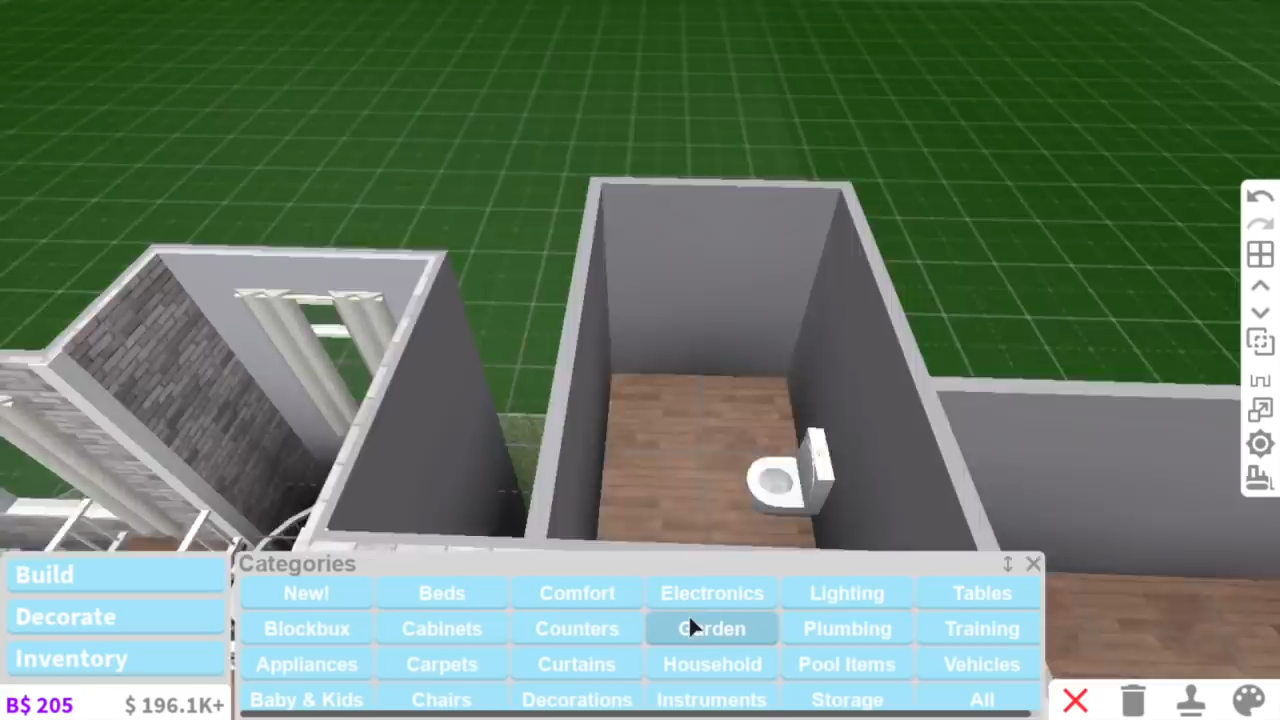 Categories
New! Beds Comfort Electronics Lighting Tables
Blockbux Cabinets Counters Garden Plumbing Training
Appliances Carpets Curtains Household Pool Items Vehicles
Baby & Kids Chairs Decorations Instruments Storage All
Build
Decorate
Inventory
B$ 205 $ 196.1K+